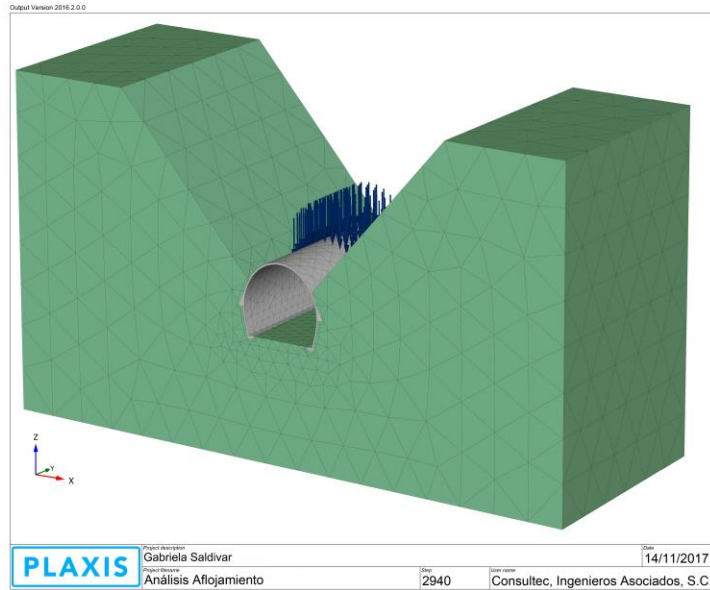 Output Version 2016.2.0.0
Z
Y
X
PLAXIS
Project description
Gabriela Saldivar
Date
14/11/2017
Project filename
Análisis Aflojamiento
Step
2940
User name
Consultec, Ingenieros Asociados, S.C